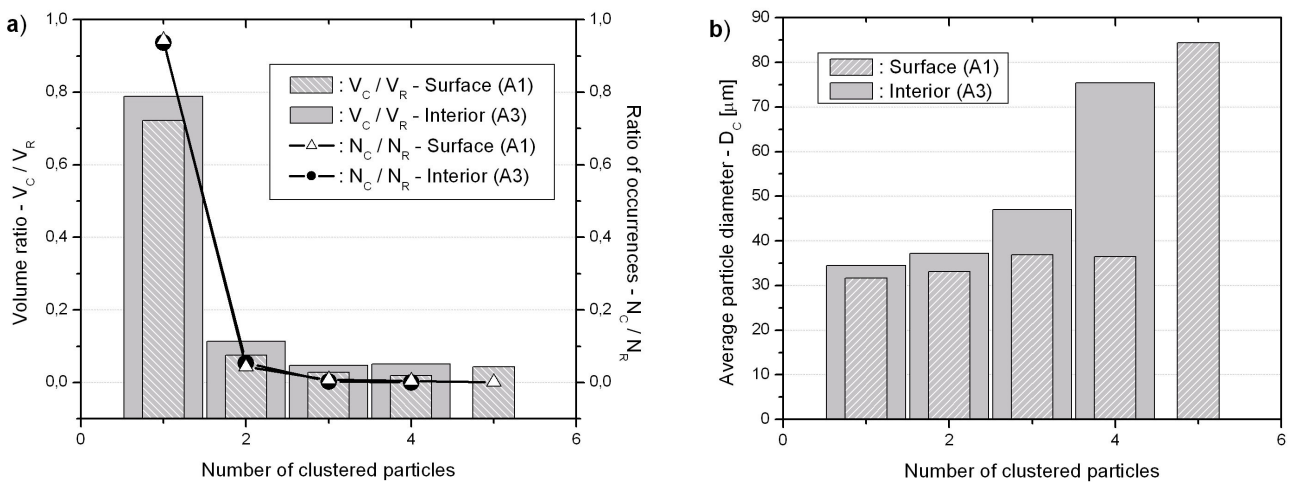 a)
1,0
0,8
0,6
0,4
0,2
0,0
Volume ratio - V_C / V_R
: V_C / V_R - Surface (A1)
: V_C / V_R - Interior (A3)
: N_C / N_R - Surface (A1)
: N_C / N_R - Interior (A3)
1,0
0,8
0,6
0,4
0,2
0,0
Ratio of occurrences - N_C / N_R
0 2 4 6
Number of clustered particles
b)
90
80
70
60
50
40
30
20
10
0
Average particle diameter - D_C [µm]
: Surface (A1)
: Interior (A3)
0 2 4 6
Number of clustered particles